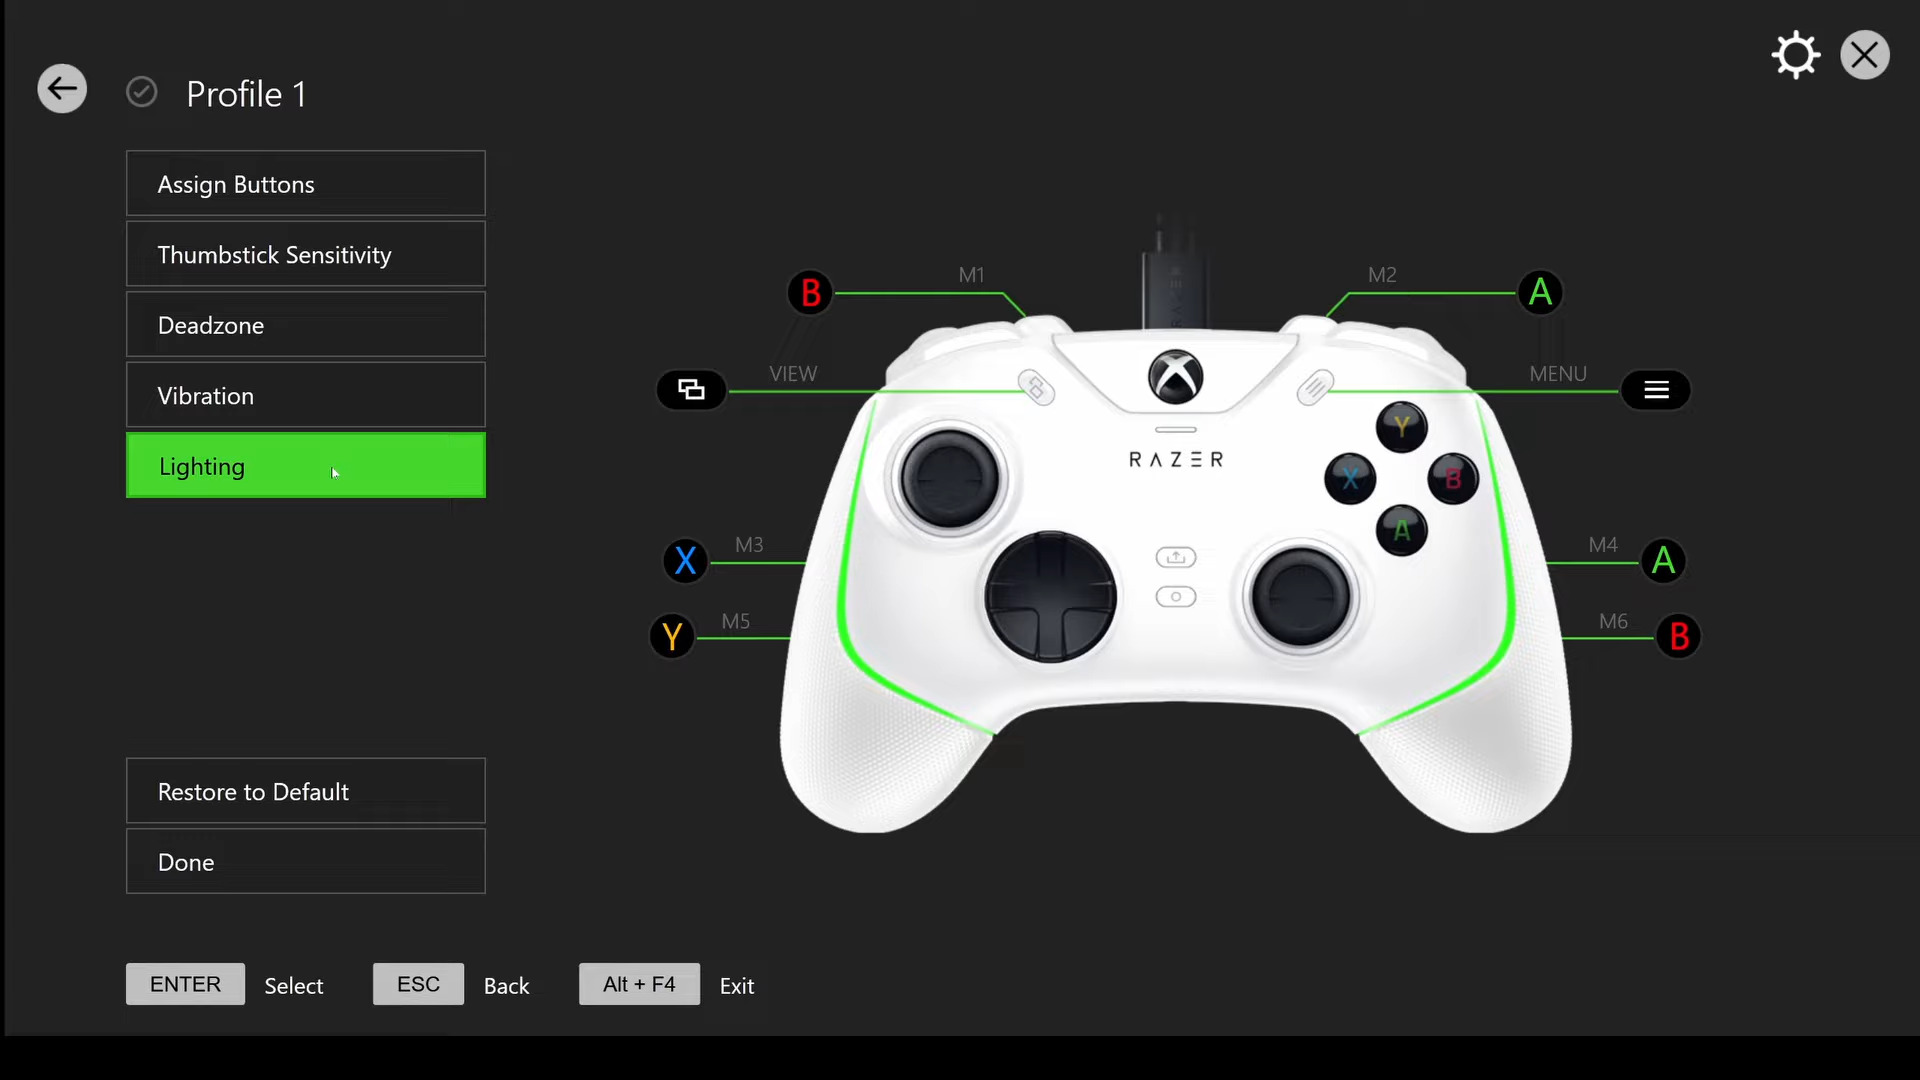 Profile 1
Assign Buttons
Thumbstick Sensitivity
Deadzone
Vibration
Lighting
Restore to Default
Done
B M1
M2 A
VIEW
MENU
RAZER
Y
X
B
A
X M3
M4 A
Y M5
M6 B
ENTER Select ESC Back Alt + F4 Exit